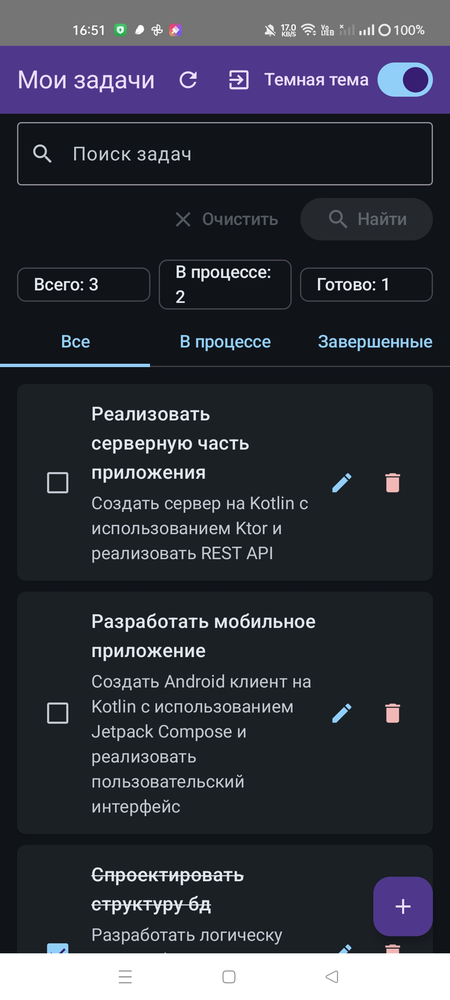 16:51 17.0 KB/S Vo LTE2 100%
Мои задачи Темная тема
Поиск задач
Очистить Найти
Всего: 3
В процессе:
2
Готово: 1
Все В процессе Завершенные
Реализовать
серверную часть
приложения
Создать сервер на Kotlin с
использованием Ktor и
реализовать REST API
Разработать мобильное
приложение
Создать Android клиент на
Kotlin с использованием
Jetpack Compose и
реализовать
пользовательский
интерфейс
Спроектировать
структуру бд
Разработать логическу